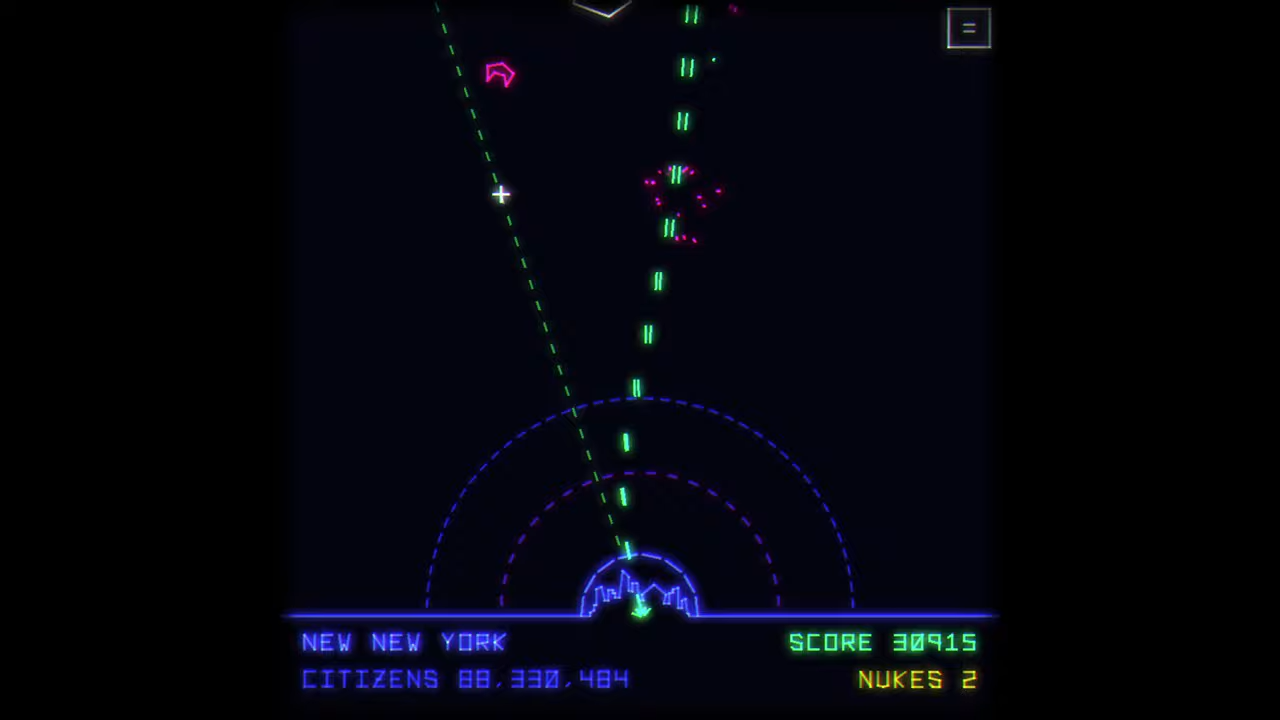 NEW NEW YORK
SCORE 30915
CITIZENS 88,330,484
NUKES 2